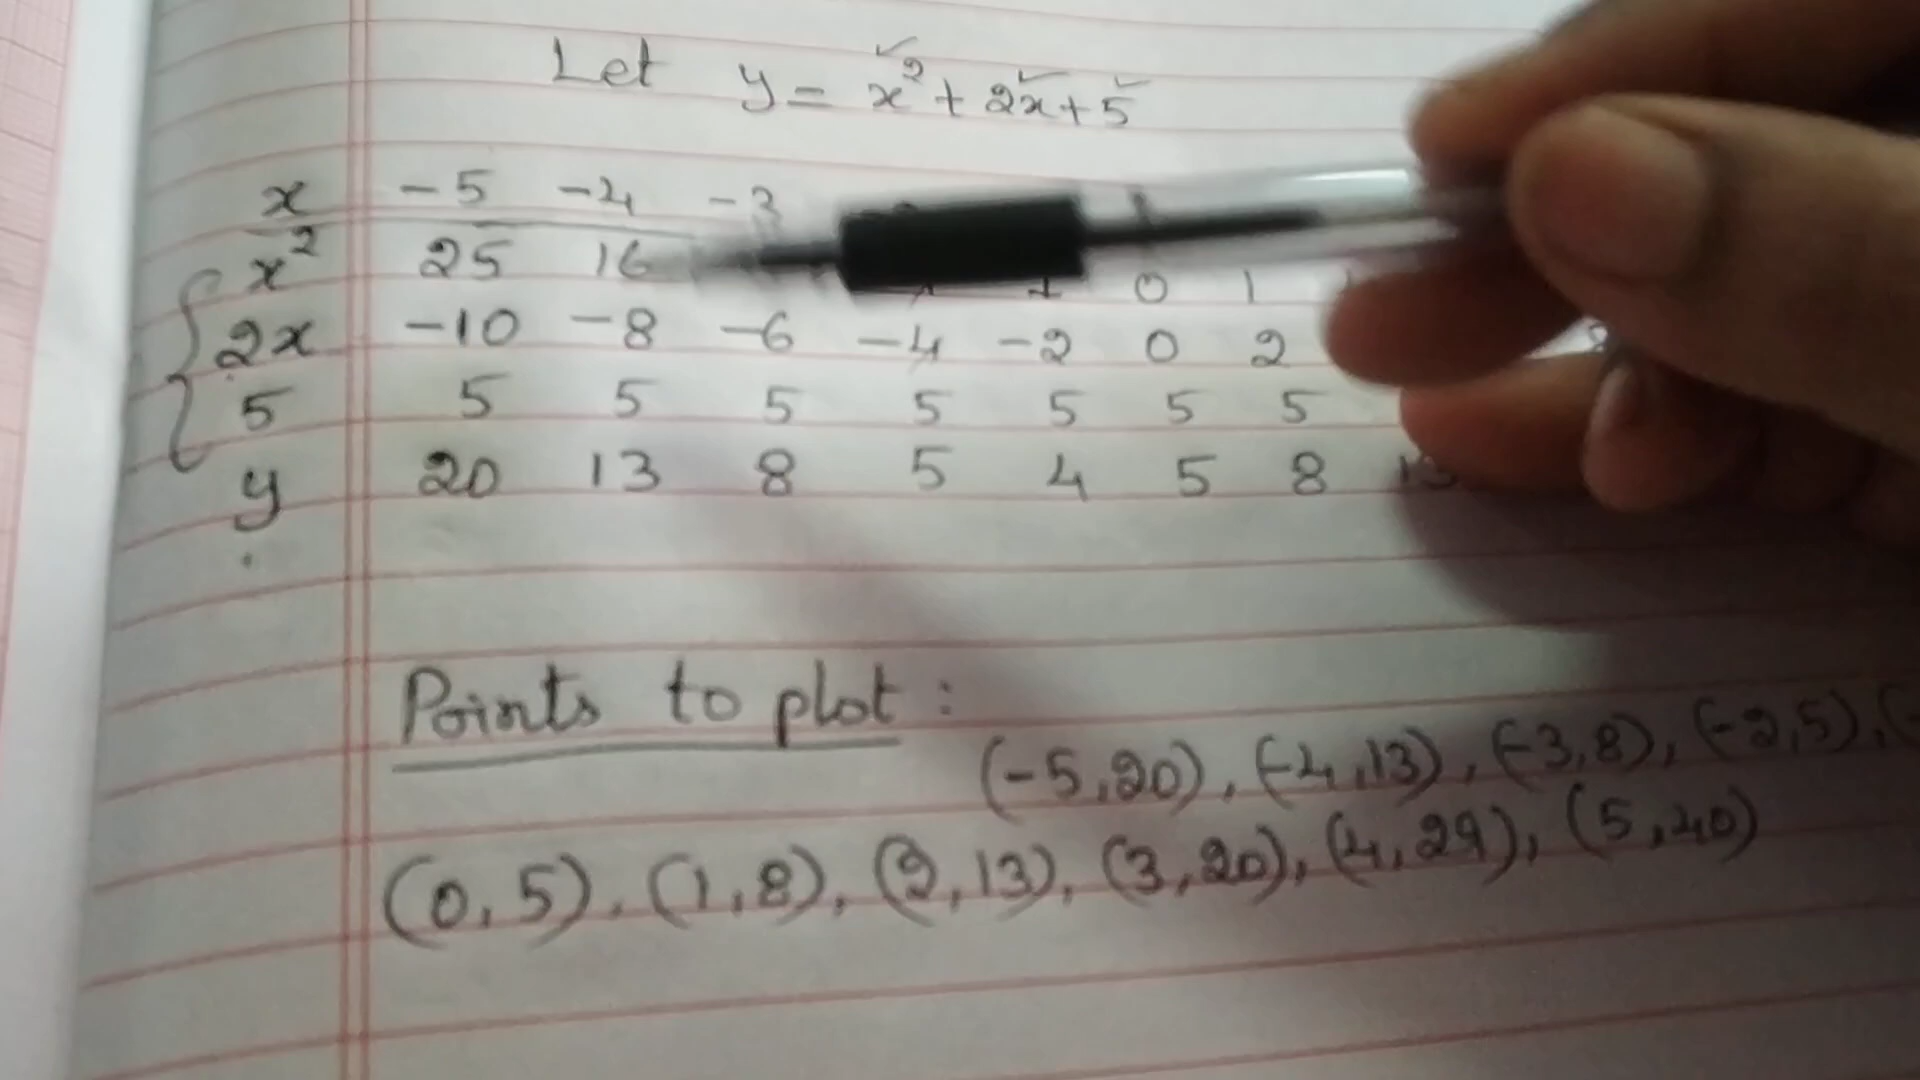 Let y = x² + 2x + 5
x -5 -4 -3
x² 25 16 0 1
2x -10 -8 -6 -4 -2 0 2
5 5 5 5 5 5 5 5
y 20 13 8 5 4 5 8 13
Points to plot :
(-5,20), (-4,13), (-3,8), (-2,5), (-
(0,5), (1,8), (2,13), (3,20), (4,29), (5,40)